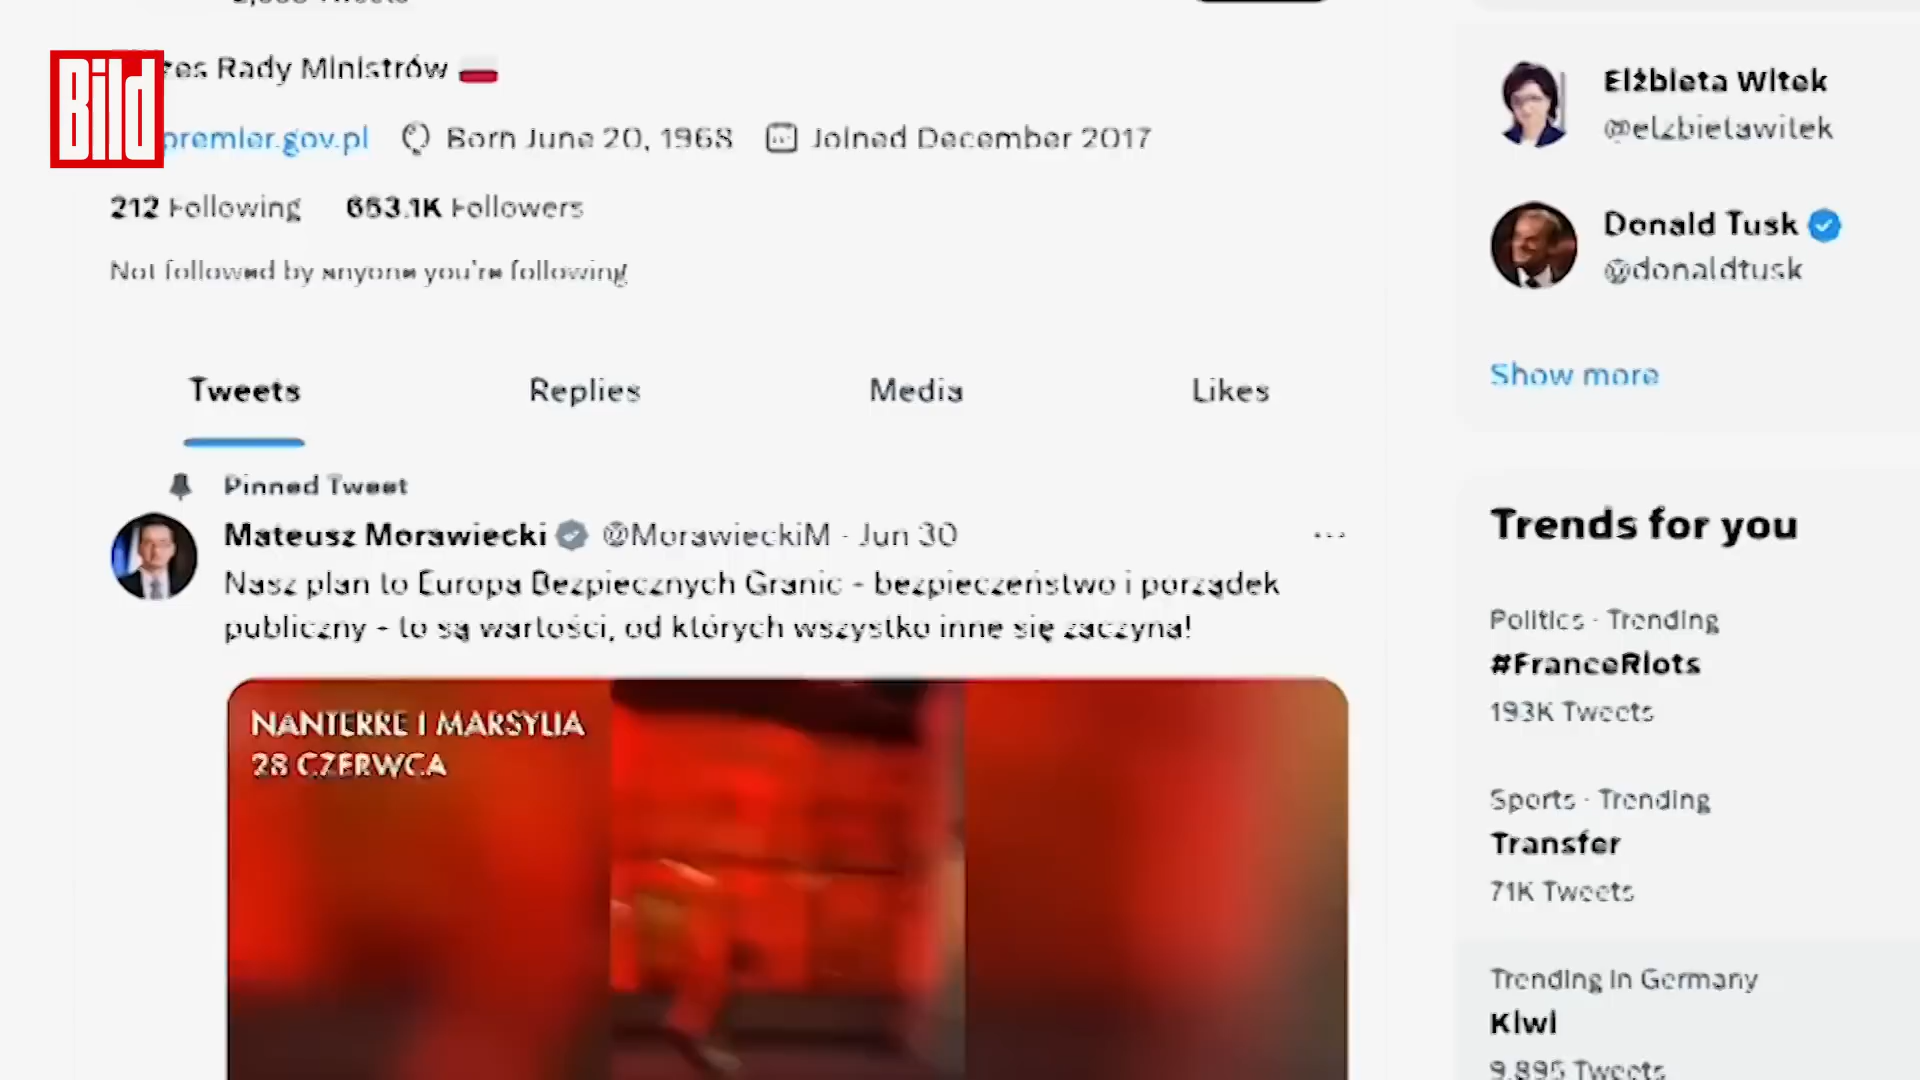 Bild
Rady Ministrów
premier.gov.pl Born June 20, 1968 Joined December 2017
212 Following 653.1K Followers
Not followed by anyone you're following
Tweets Replies Media Likes
Pinned Tweet
Mateusz Morawiecki @MorawieckiM · Jun 30
Nasz plan to Europa Bezpiecznych Granic - bezpieczeństwo i porządek
publiczny - to są wartości, od których wszystko inne się zaczyna!
NANTERRE I MARSYLIA
28 CZERWCA
Elżbieta Witek
@elzbietawitek
Donald Tusk
@donaldtusk
Show more
Trends for you
Politics · Trending
#FranceRiots
193K Tweets
Sports · Trending
Transfer
71K Tweets
Trending in Germany
Kiwi
9,895 Tweets